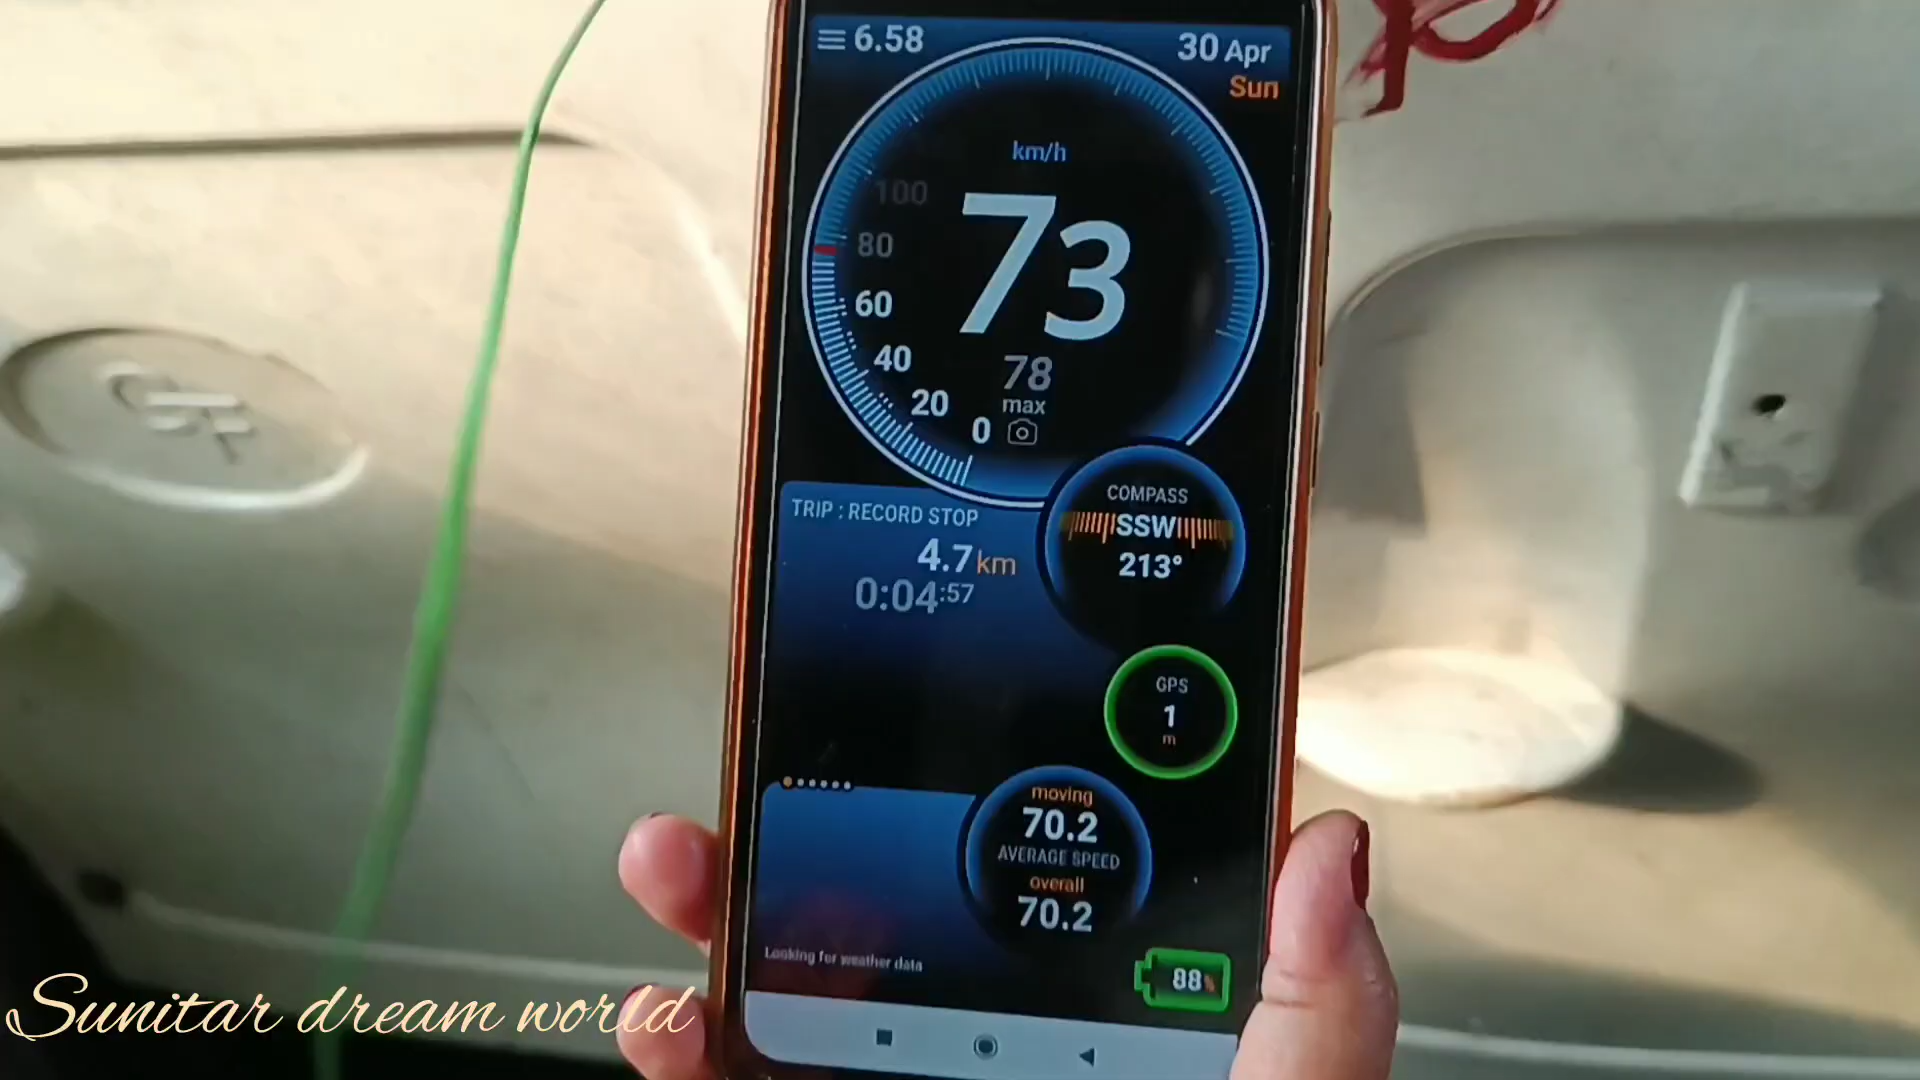 6.58
30 Apr
Sun
km/h
100
80
60
40
20
0
73
78
max
TRIP : RECORD STOP
4.7 km
0:04:57
COMPASS
SSW
213°
GPS
1
m
moving
70.2
AVERAGE SPEED
overall
70.2
Looking for weather data
88%
Sunitar dream world